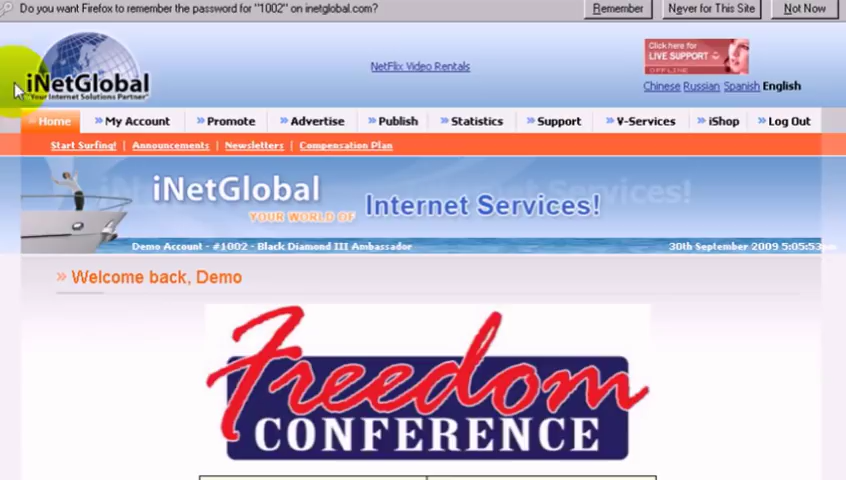 Do you want Firefox to remember the password for "1002" on inetglobal.com? Remember Never for This Site Not Now
Click here for
LIVE SUPPORT
OFFLINE
NetFlix Video Rentals
iNetGlobal
"Your Internet Solutions Partner"
Chinese Russian Spanish English
Home My Account Promote Advertise Publish Statistics Support V-Services iShop Log Out
Start Surfing! | Announcements | Newsletters | Compensation Plan
iNetGlobal
YOUR WORLD OF Internet Services!
Demo Account - #1002 - Black Diamond III Ambassador 30th September 2009 5:05:53
Welcome back, Demo
Freedom
CONFERENCE